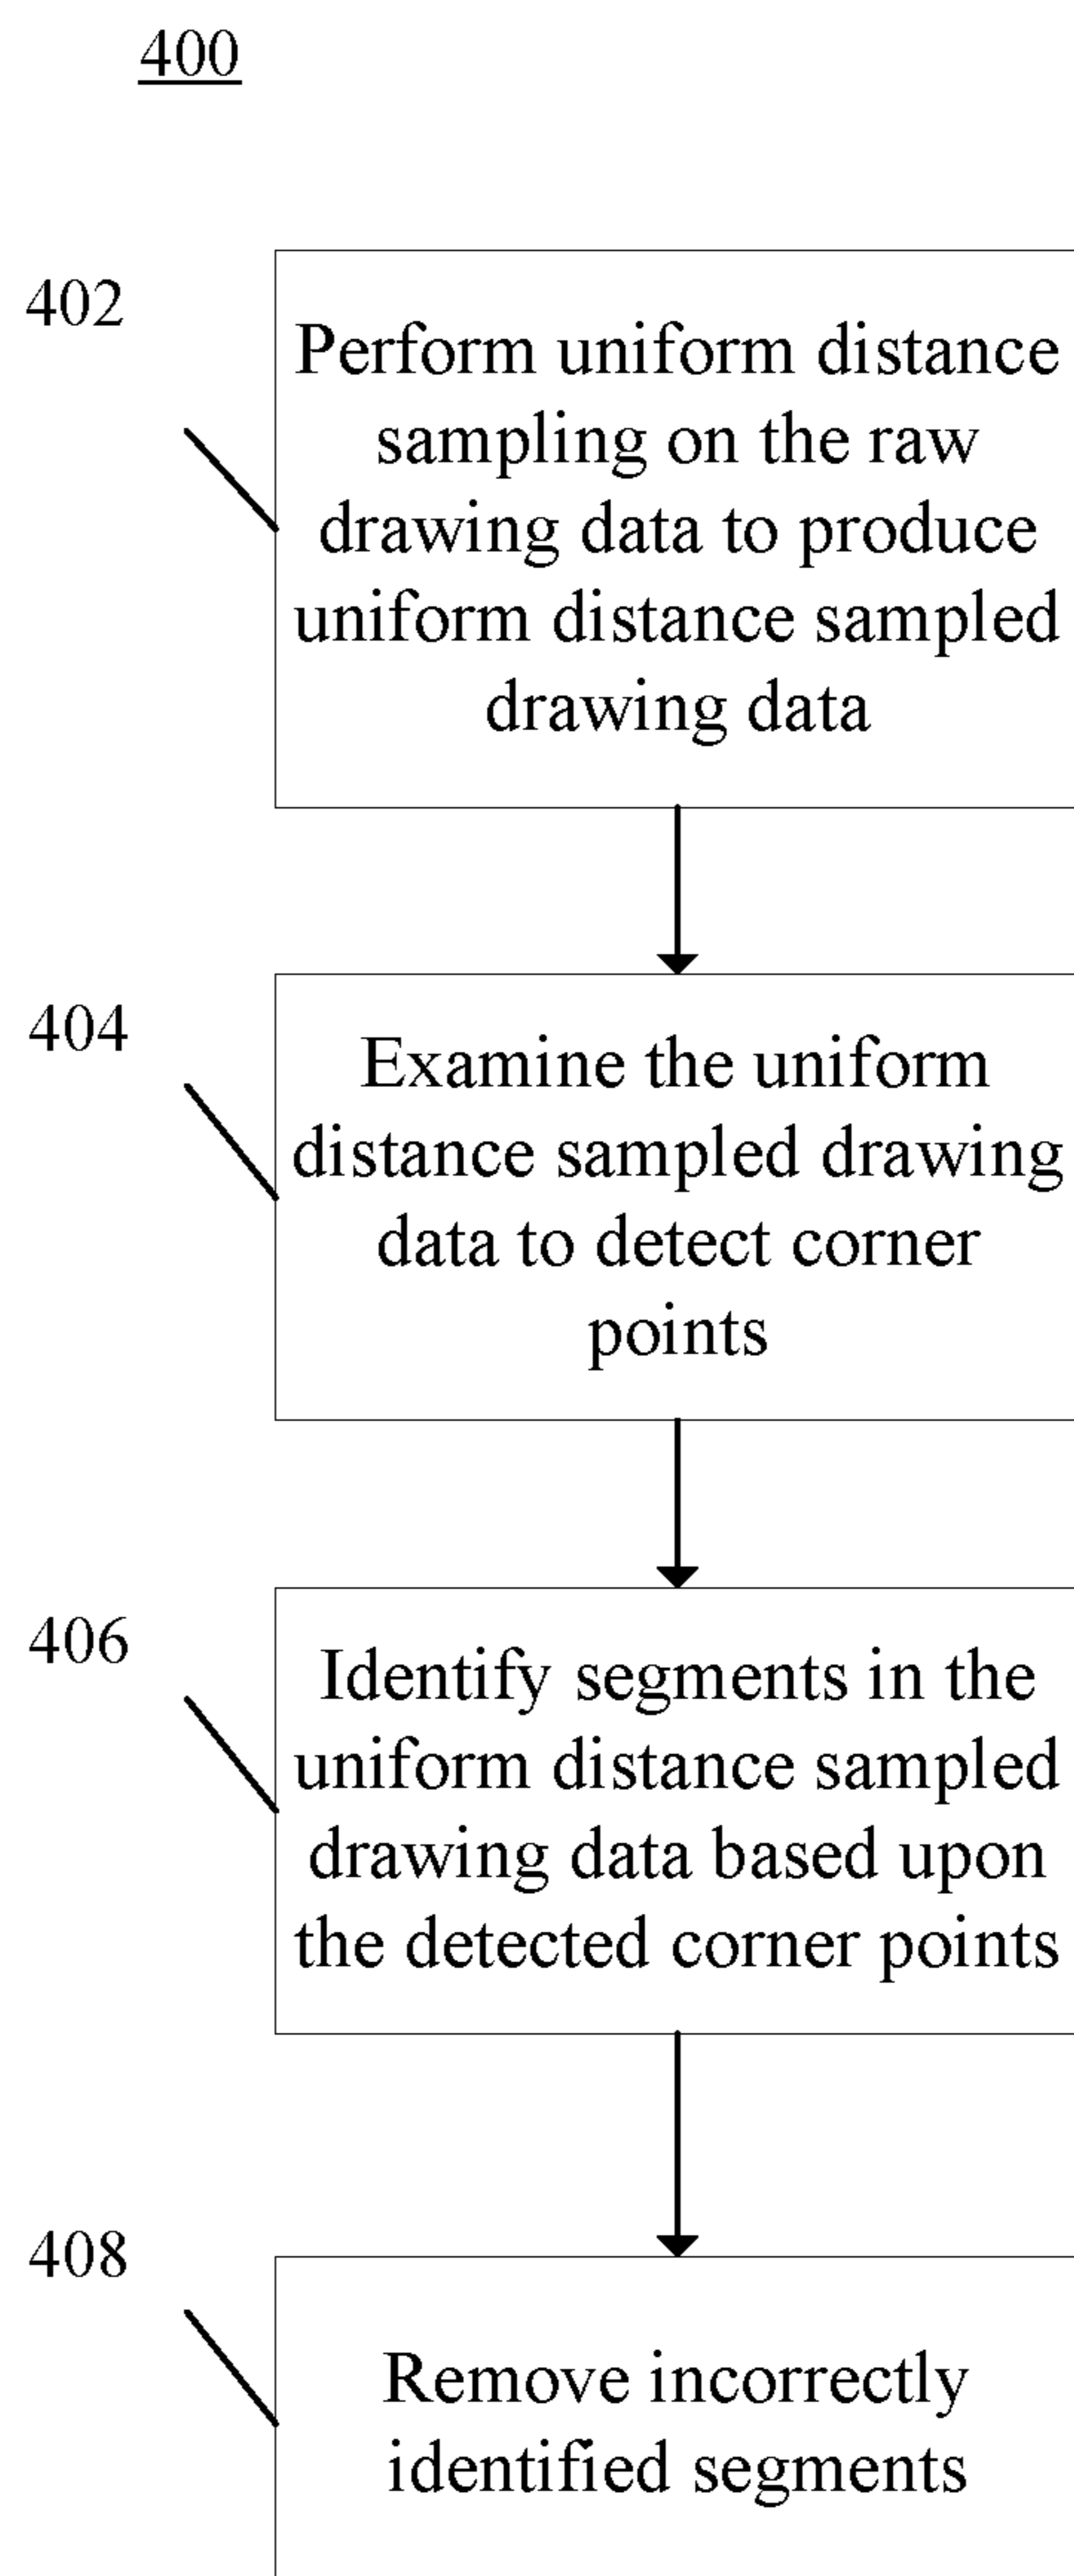 400
402
Perform uniform distance
sampling on the raw
drawing data to produce
uniform distance sampled
drawing data
404
Examine the uniform
distance sampled drawing
data to detect corner
points
406
Identify segments in the
uniform distance sampled
drawing data based upon
the detected corner points
408
Remove incorrectly
identified segments